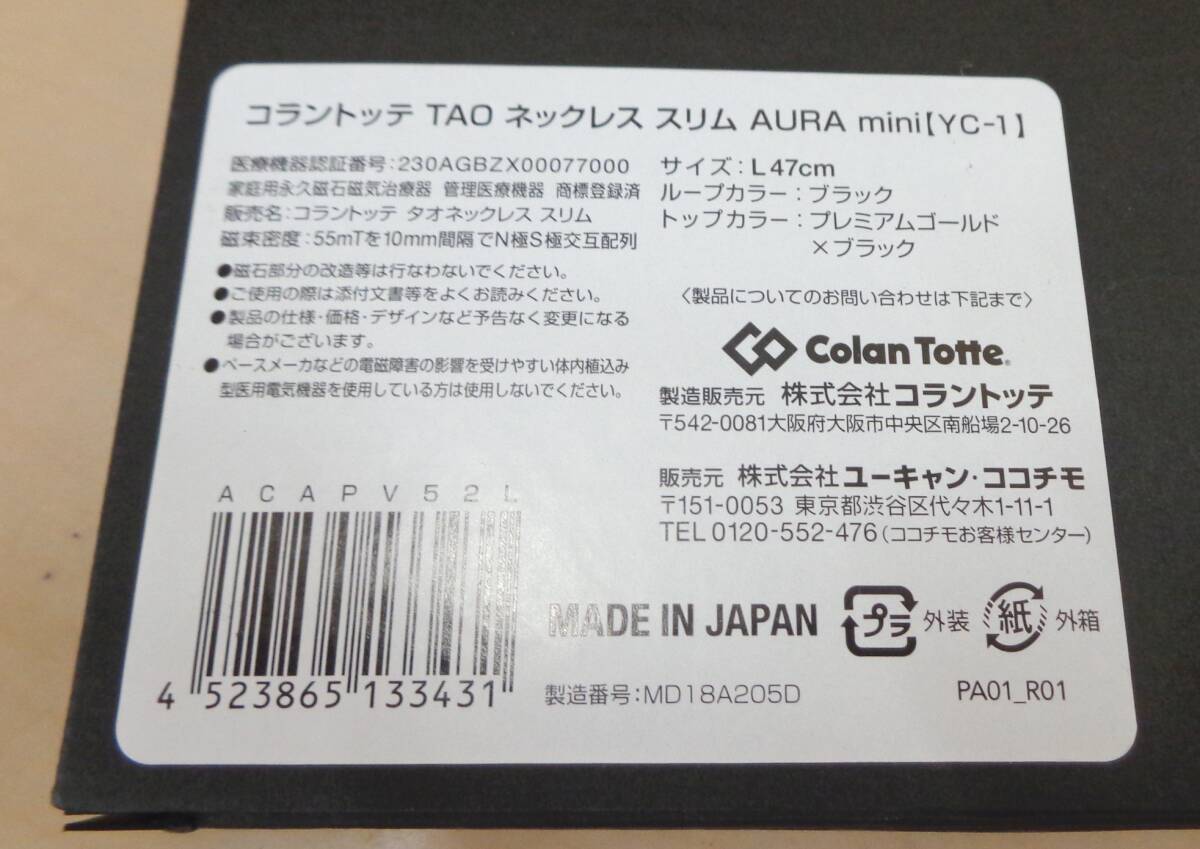 コラントッテ TAO ネックレス スリム AURA mini【YC-1】
医療機器認証番号:230AGBZX00077000
家庭用永久磁石磁気治療器 管理医療機器 商標登録済
販売名:コラントッテ タオネックレス スリム
磁束密度:55mTを10mm間隔でN極S極交互配列
●磁石部分の改造等は行なわないでください。
●ご使用の際は添付文書等をよくお読みください。
●製品の仕様・価格・デザインなど予告なく変更になる
場合がございます。
●ペースメーカなどの電磁障害の影響を受けやすい体内植込み
型医用電気機器を使用している方は使用しないでください。
サイズ:L 47cm
ループカラー:ブラック
トップカラー:プレミアムゴールド
×ブラック
〈製品についてのお問い合わせは下記まで〉
Colan Totte®
製造販売元 株式会社コラントッテ
〒542-0081大阪府大阪市中央区南船場2-10-26
販売元 株式会社ユーキャン・ココチモ
〒151-0053 東京都渋谷区代々木1-11-1
TEL 0120-552-476(ココチモお客様センター)
ACAPV52L
4 523865 133431
MADE IN JAPAN
プラ 外装 紙 外箱
製造番号:MD18A205D
PA01_R01